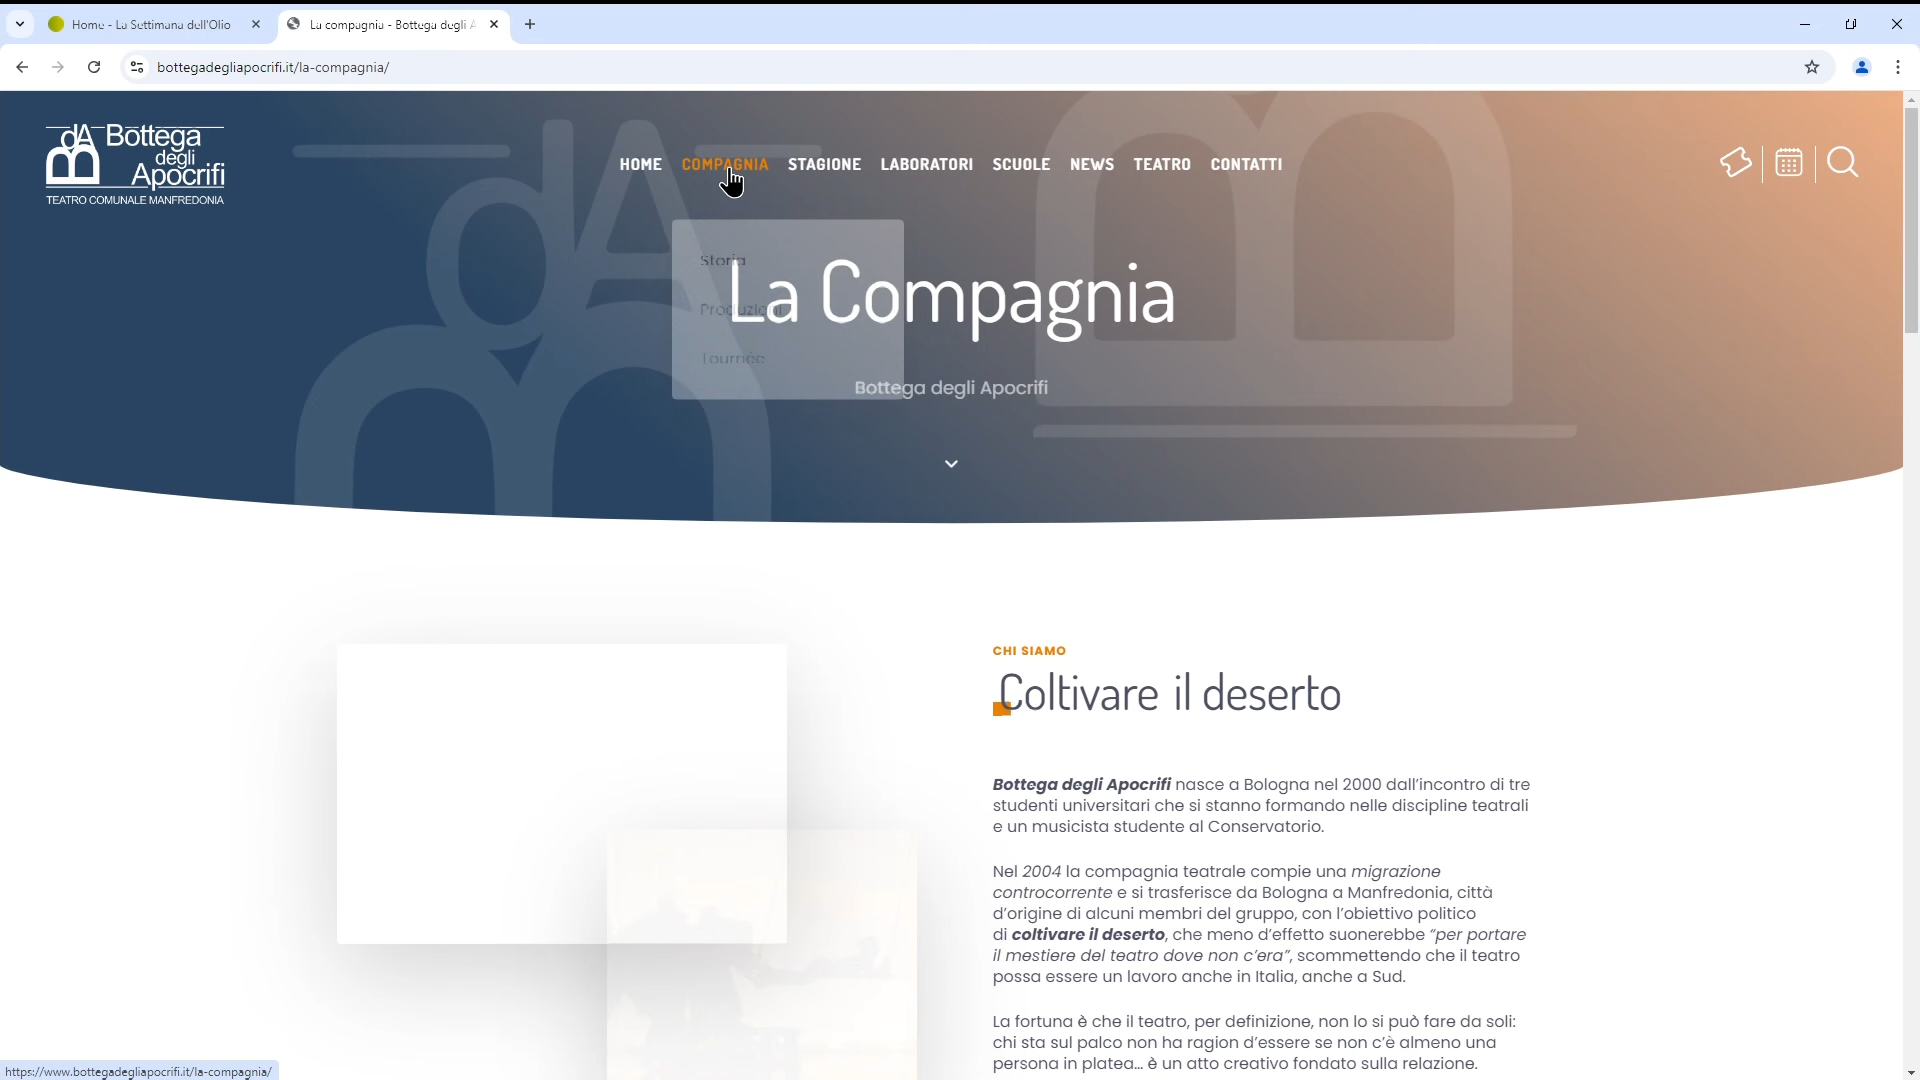 Home - La Settimana dell'Olio
La compagnia - Bottega degli A
bottegadegliapocrifi.it/la-compagnia/
dA Bottega
B degli
Apocrifi
TEATRO COMUNALE MANFREDONIA
HOME COMPAGNIA STAGIONE LABORATORI SCUOLE NEWS TEATRO CONTATTI
Storia
Produzioni
Tournée
La Compagnia
Bottega degli Apocrifi
CHI SIAMO
Coltivare il deserto
Bottega degli Apocrifi nasce a Bologna nel 2000 dall’incontro di tre
studenti universitari che si stanno formando nelle discipline teatrali
e un musicista studente al Conservatorio.
Nel 2004 la compagnia teatrale compie una migrazione
controcorrente e si trasferisce da Bologna a Manfredonia, città
d’origine di alcuni membri del gruppo, con l’obiettivo politico
di coltivare il deserto, che meno d’effetto suonerebbe “per portare
il mestiere del teatro dove non c’era”, scommettendo che il teatro
possa essere un lavoro anche in Italia, anche a Sud.
La fortuna è che il teatro, per definizione, non lo si può fare da soli:
chi sta sul palco non ha ragion d’essere se non c’è almeno una
persona in platea… è un atto creativo fondato sulla relazione.
https://www.bottegadegliapocrifi.it/la-compagnia/